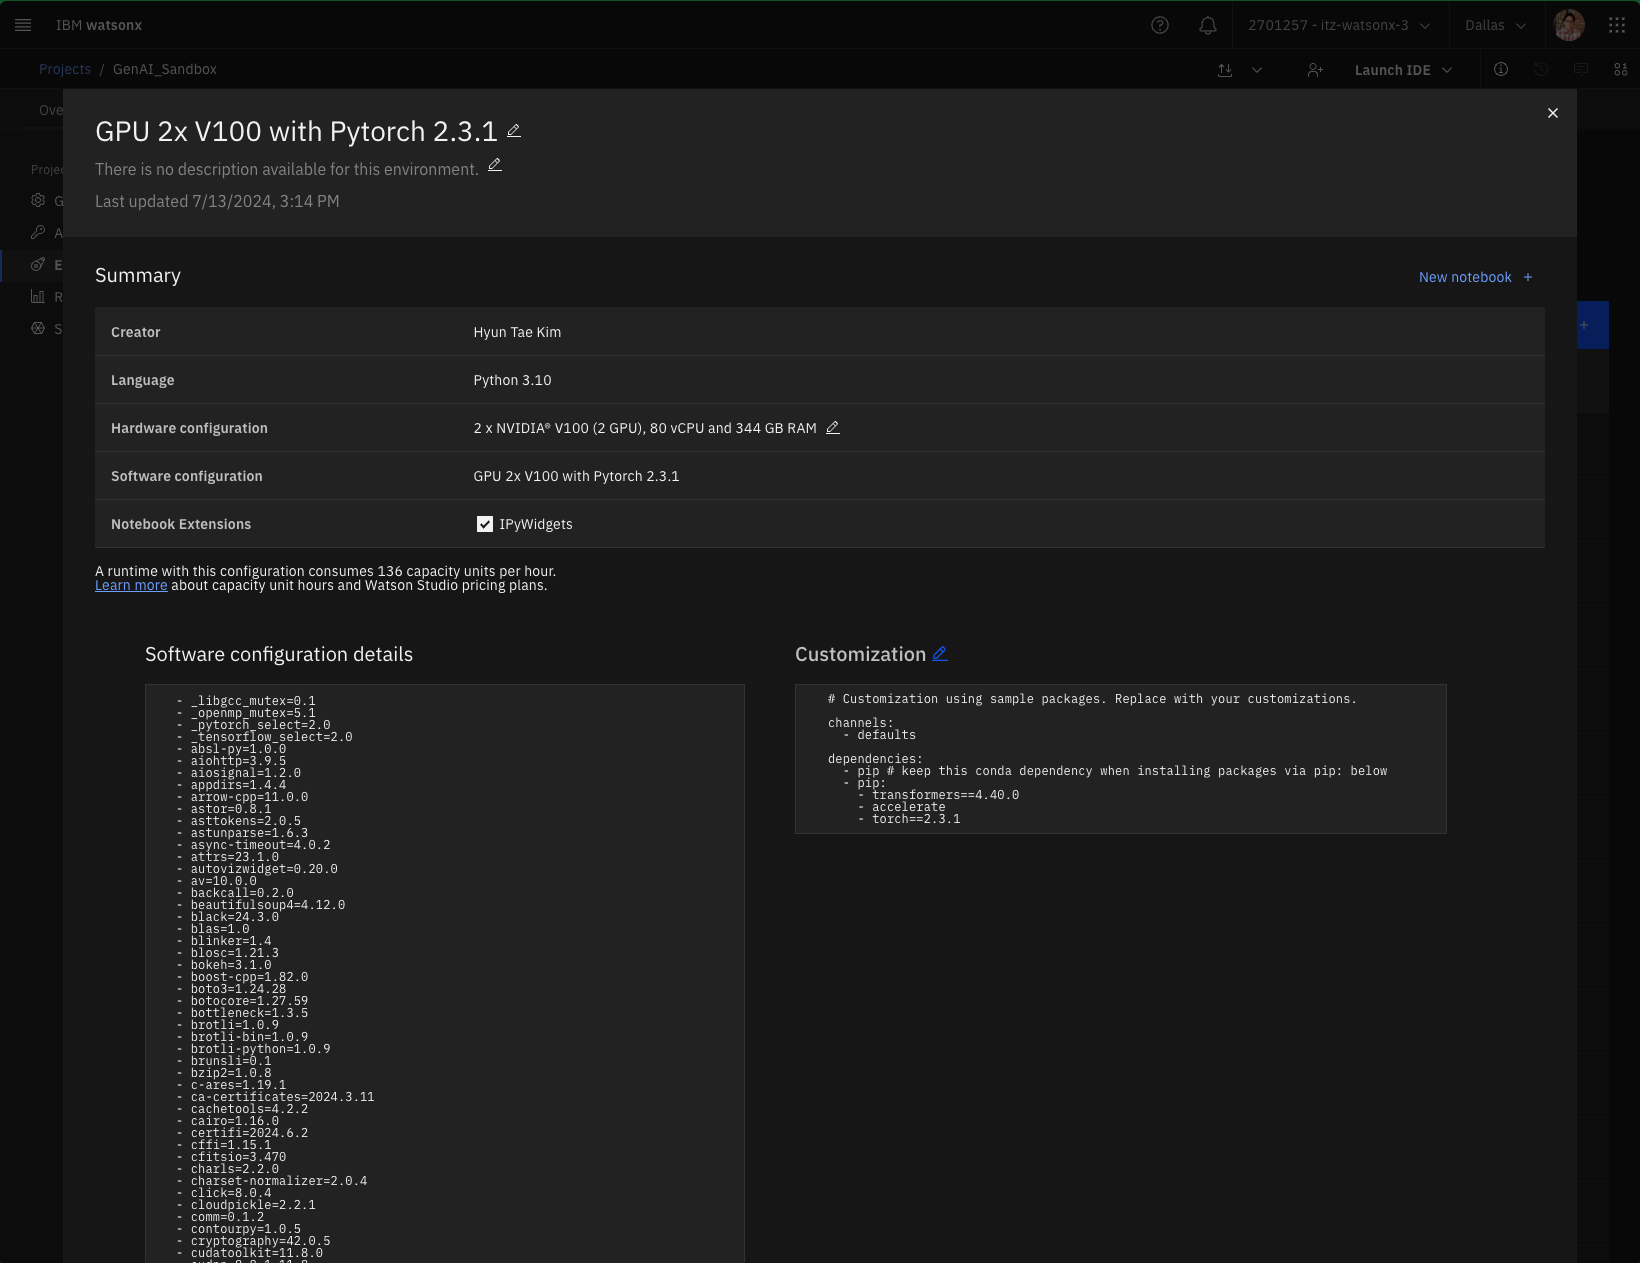 IBM watsonx
2701257 - itz-watsonx-3
Dallas
Projects / GenAI_Sandbox
Launch IDE
Ove
GPU 2x V100 with Pytorch 2.3.1
There is no description available for this environment.
Projec
Last updated 7/13/2024, 3:14 PM
G
A
E
R
S
Summary
New notebook +
Creator
Hyun Tae Kim
Language
Python 3.10
Hardware configuration
2 x NVIDIA® V100 (2 GPU), 80 vCPU and 344 GB RAM
Software configuration
GPU 2x V100 with Pytorch 2.3.1
Notebook Extensions
IPyWidgets
A runtime with this configuration consumes 136 capacity units per hour.
Learn more about capacity unit hours and Watson Studio pricing plans.
Software configuration details
- _libgcc_mutex=0.1
- _openmp_mutex=5.1
- _pytorch_select=2.0
- _tensorflow_select=2.0
- absl-py=1.0.0
- aiohttp=3.9.5
- aiosignal=1.2.0
- appdirs=1.4.4
- arrow-cpp=11.0.0
- astor=0.8.1
- asttokens=2.0.5
- astunparse=1.6.3
- async-timeout=4.0.2
- attrs=23.1.0
- autovizwidget=0.20.0
- av=10.0.0
- backcall=0.2.0
- beautifulsoup4=4.12.0
- black=24.3.0
- blas=1.0
- blinker=1.4
- blosc=1.21.3
- bokeh=3.1.0
- boost-cpp=1.82.0
- boto3=1.24.28
- botocore=1.27.59
- bottleneck=1.3.5
- brotli=1.0.9
- brotli-bin=1.0.9
- brotli-python=1.0.9
- brunsli=0.1
- bzip2=1.0.8
- c-ares=1.19.1
- ca-certificates=2024.3.11
- cachetools=4.2.2
- cairo=1.16.0
- certifi=2024.6.2
- cffi=1.15.1
- cfitsio=3.470
- charls=2.2.0
- charset-normalizer=2.0.4
- click=8.0.4
- cloudpickle=2.2.1
- comm=0.1.2
- contourpy=1.0.5
- cryptography=42.0.5
- cudatoolkit=11.8.0
Customization
# Customization using sample packages. Replace with your customizations.
channels:
- defaults
dependencies:
- pip # keep this conda dependency when installing packages via pip: below
- pip:
- transformers==4.40.0
- accelerate
- torch==2.3.1